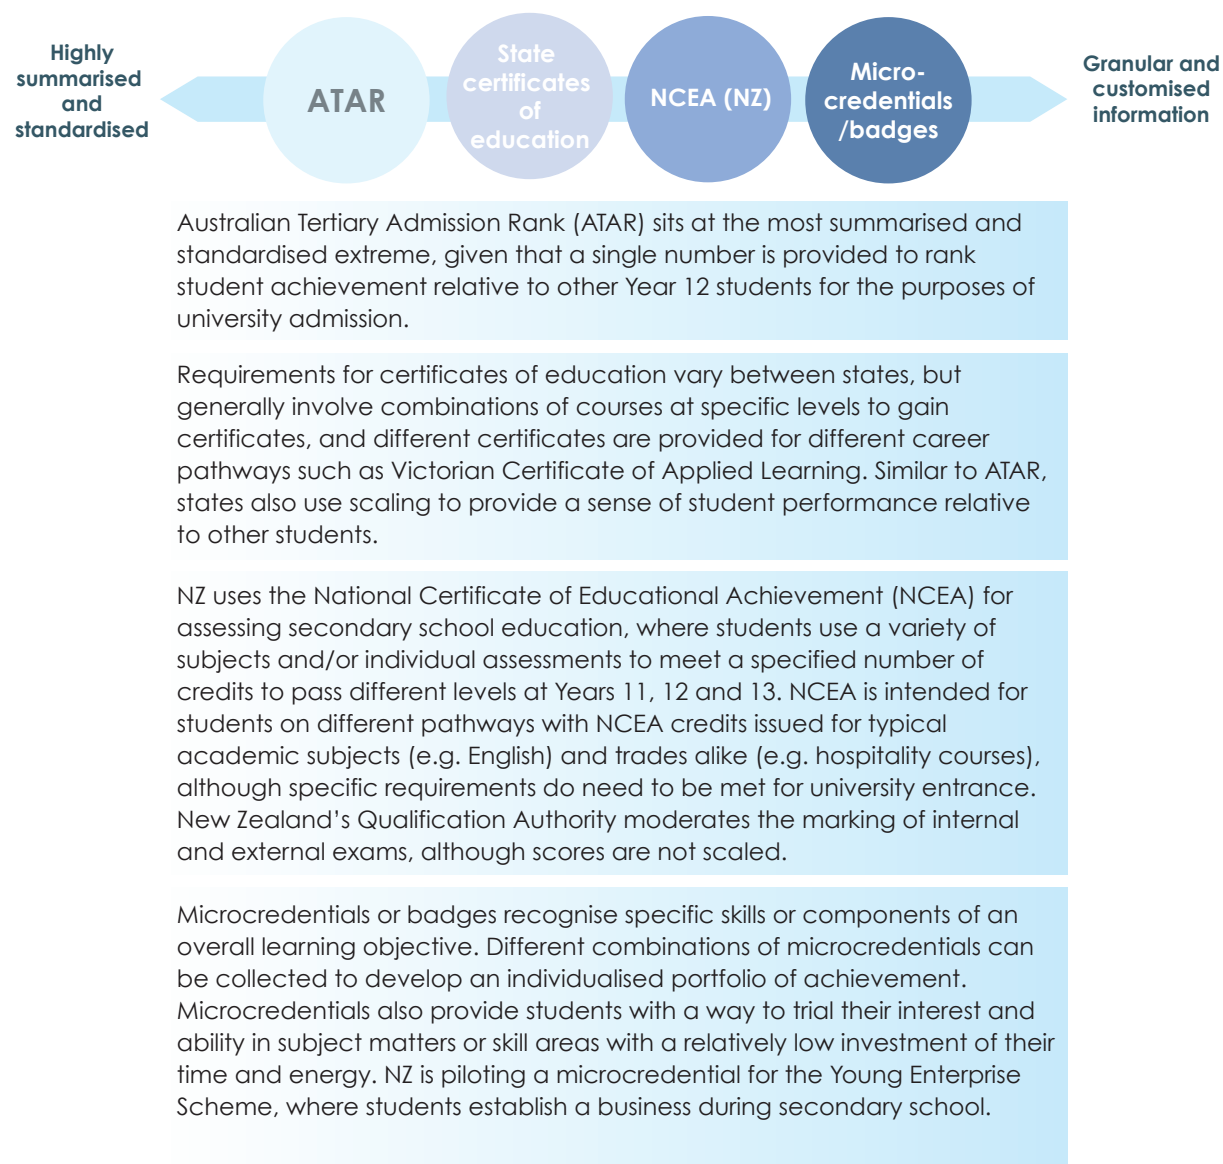 Highly
summarised
and
standardised
ATAR
State
certificates
of
education
NCEA (NZ)
Micro-
credentials
/badges
Granular and
customised
information
Australian Tertiary Admission Rank (ATAR) sits at the most summarised and
standardised extreme, given that a single number is provided to rank
student achievement relative to other Year 12 students for the purposes of
university admission.
Requirements for certificates of education vary between states, but
generally involve combinations of courses at specific levels to gain
certificates, and different certificates are provided for different career
pathways such as Victorian Certificate of Applied Learning. Similar to ATAR,
states also use scaling to provide a sense of student performance relative
to other students.
NZ uses the National Certificate of Educational Achievement (NCEA) for
assessing secondary school education, where students use a variety of
subjects and/or individual assessments to meet a specified number of
credits to pass different levels at Years 11, 12 and 13. NCEA is intended for
students on different pathways with NCEA credits issued for typical
academic subjects (e.g. English) and trades alike (e.g. hospitality courses),
although specific requirements do need to be met for university entrance.
New Zealand's Qualification Authority moderates the marking of internal
and external exams, although scores are not scaled.
Microcredentials or badges recognise specific skills or components of an
overall learning objective. Different combinations of microcredentials can
be collected to develop an individualised portfolio of achievement.
Microcredentials also provide students with a way to trial their interest and
ability in subject matters or skill areas with a relatively low investment of their
time and energy. NZ is piloting a microcredential for the Young Enterprise
Scheme, where students establish a business during secondary school.